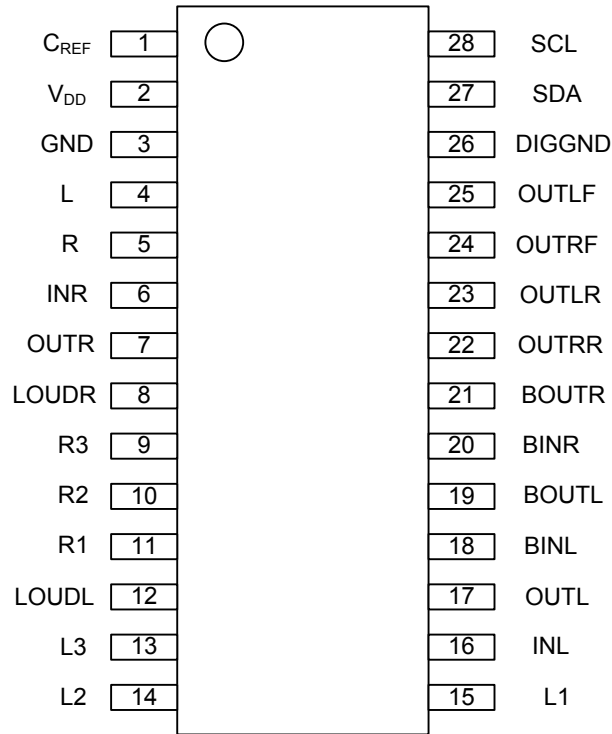 CREF 1 28 SCL
VDD 2 27 SDA
GND 3 26 DIGGND
L 4 25 OUTLF
R 5 24 OUTRF
INR 6 23 OUTLR
OUTR 7 22 OUTRR
LOUDR 8 21 BOUTR
R3 9 20 BINR
R2 10 19 BOUTL
R1 11 18 BINL
LOUDL 12 17 OUTL
L3 13 16 INL
L2 14 15 L1